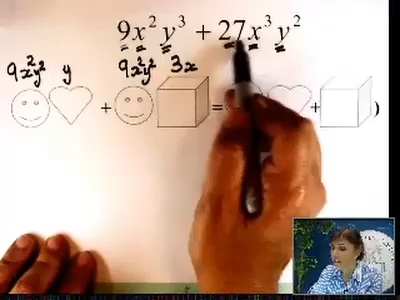 9x²y³ + 27x³y²
9x²y² y 9x²y² 3x
+ = + )